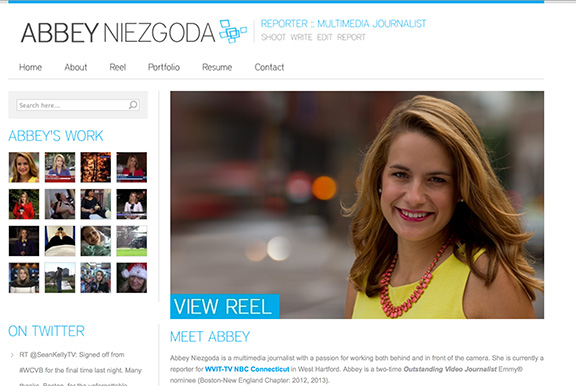 ABBEY NIEZGODA
REPORTER :: MULTIMEDIA JOURNALIST
SHOOT WRITE EDIT REPORT
Home About Reel Portfolio Resume Contact
Search here...
ABBEY'S WORK
VIEW REEL
ON TWITTER
RT @SeanKellyTV: Signed off from
#WCVB for the final time last night. Many
thanks, Boston, for the unforgettable
MEET ABBEY
Abbey Niezgoda is a multimedia journalist with a passion for working both behind and in front of the camera. She is currently a
reporter for WVIT-TV NBC Connecticut in West Hartford. Abbey is a two-time Outstanding Video Journalist Emmy®
nominee (Boston-New England Chapter: 2012, 2013).